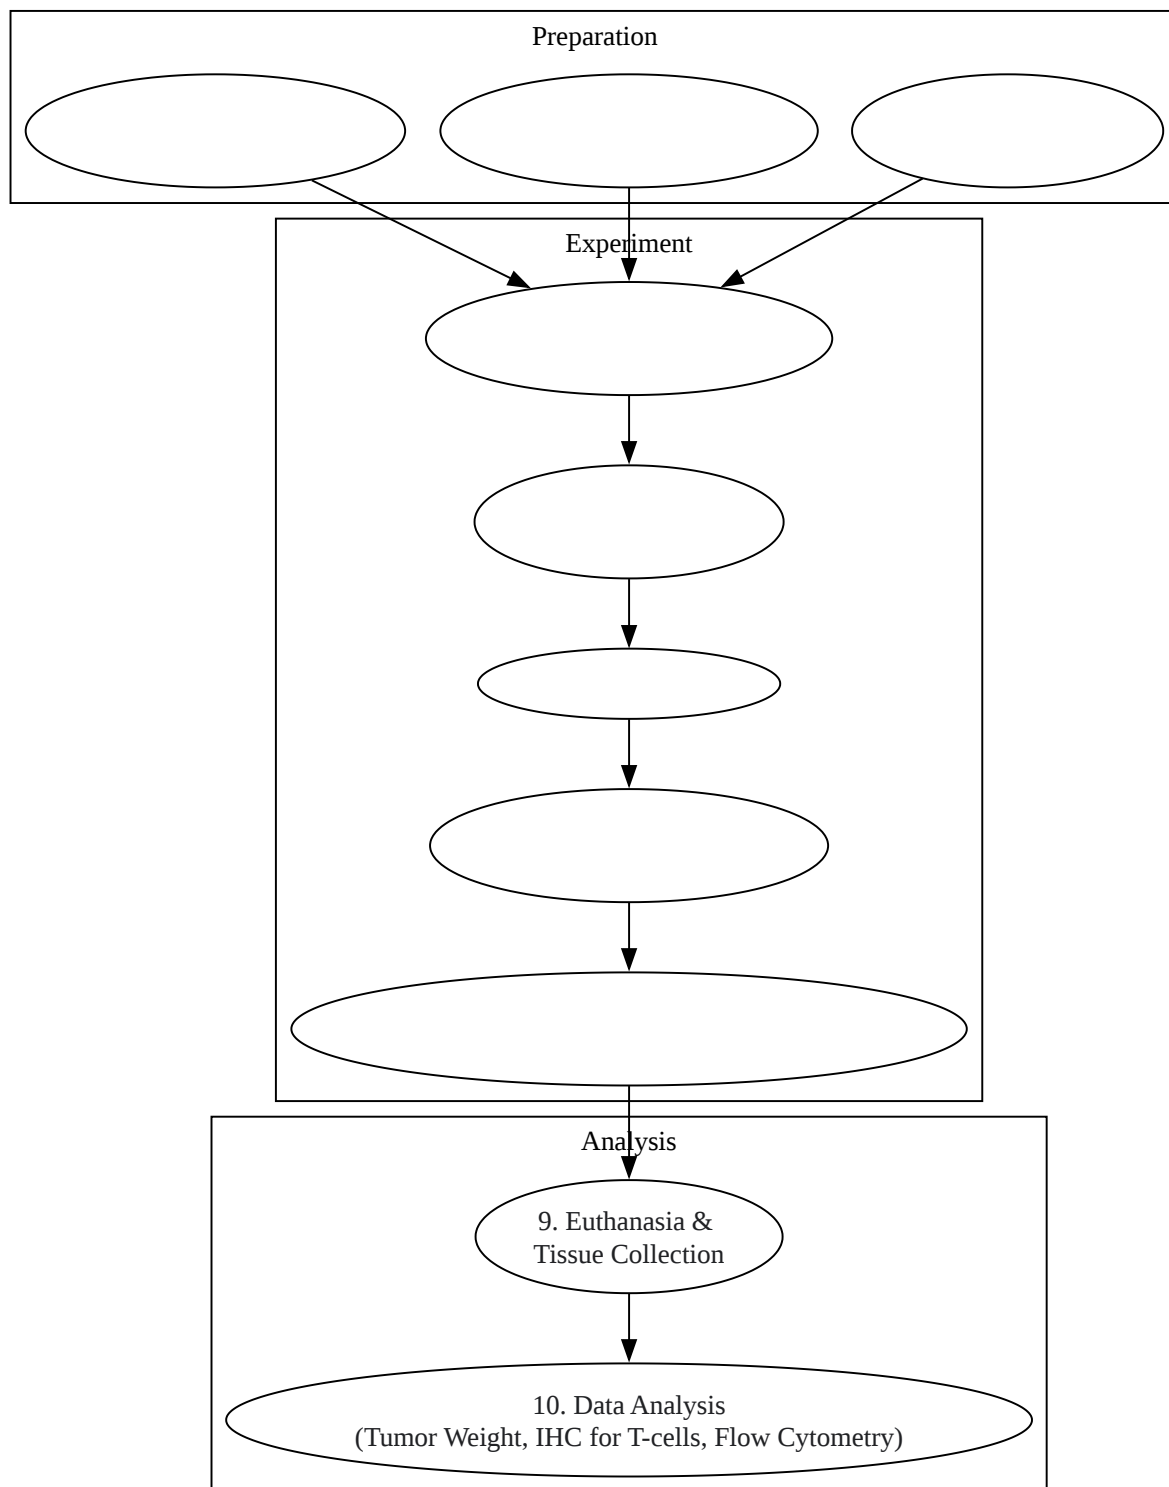 Preparation
Experiment
Analysis
9. Euthanasia &
Tissue Collection
10. Data Analysis
(Tumor Weight, IHC for T-cells, Flow Cytometry)